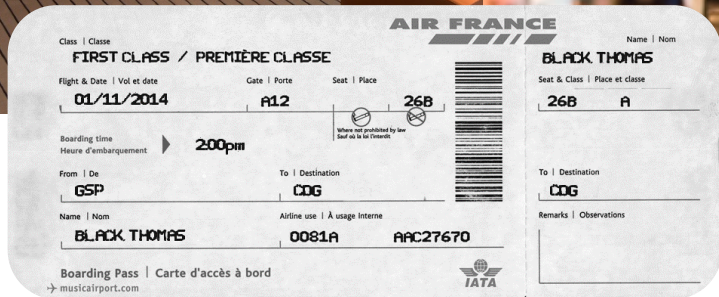 AIR FRANCE
Class | Classe
FIRST CLASS / PREMIÈRE CLASSE
Flight & Date | Vol et date
Gate | Porte
Seat | Place
01/11/2014
A12
26B
Where not prohibited by law
Sauf où la loi l'interdit
Boarding time
Heure d'embarquement
2:00pm
From | De
To | Destination
GSP
CDG
Name | Nom
Airline use | À usage interne
BLACK THOMAS
0081A
AAC27670
Boarding Pass | Carte d'accès à bord
musicairport.com
IATA
Name | Nom
BLACK THOMAS
Seat & Class | Place et classe
26B
A
To | Destination
CDG
Remarks | Observations